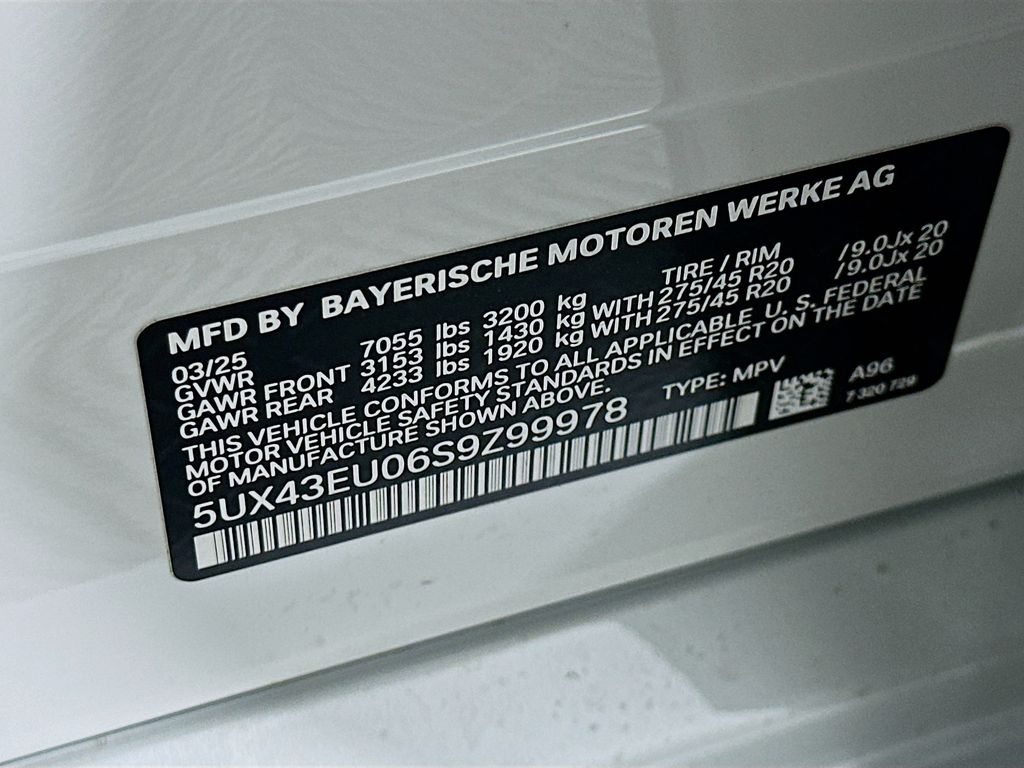 MFD BY BAYERISCHE MOTOREN WERKE AG
03/25 TIRE / RIM
GVWR 7055 lbs 3200 kg
GAWR FRONT 3153 lbs 1430 kg WITH 275/45 R20 /9.0Jx 20
GAWR REAR 4233 lbs 1920 kg WITH 275/45 R20 /9.0Jx 20
THIS VEHICLE CONFORMS TO ALL APPLICABLE U. S. FEDERAL
MOTOR VEHICLE SAFETY STANDARDS IN EFFECT ON THE DATE
OF MANUFACTURE SHOWN ABOVE.
5UX43EU06S9Z99978 TYPE: MPV A96
7 320 729